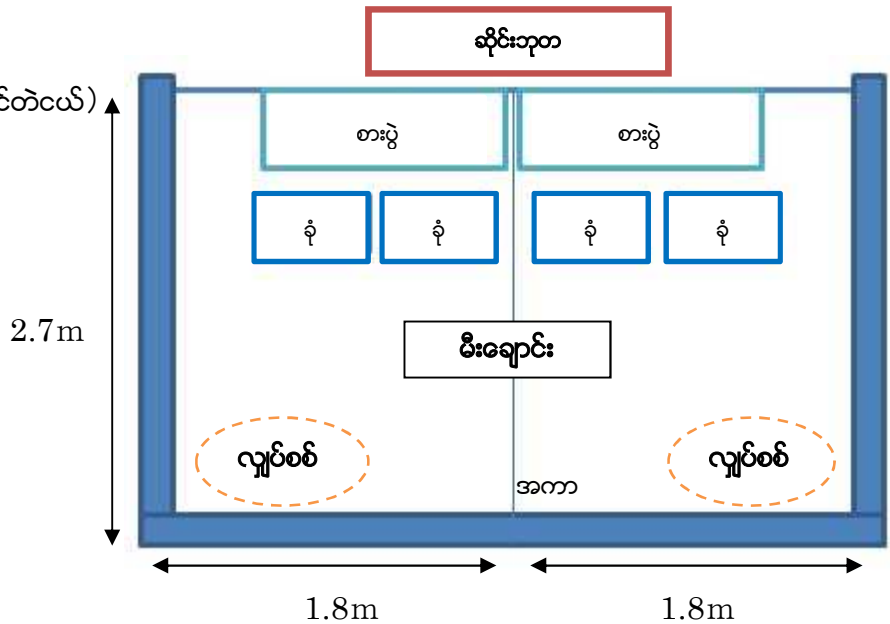 ဆိုင်းဘုတ
စားပွဲ စားပွဲ
ခုံ ခုံ ခုံ ခုံ
2.7m
မီးချောင်း
လျှပ်စစ် လျှပ်စစ်
အကာ
1.8m 1.8m